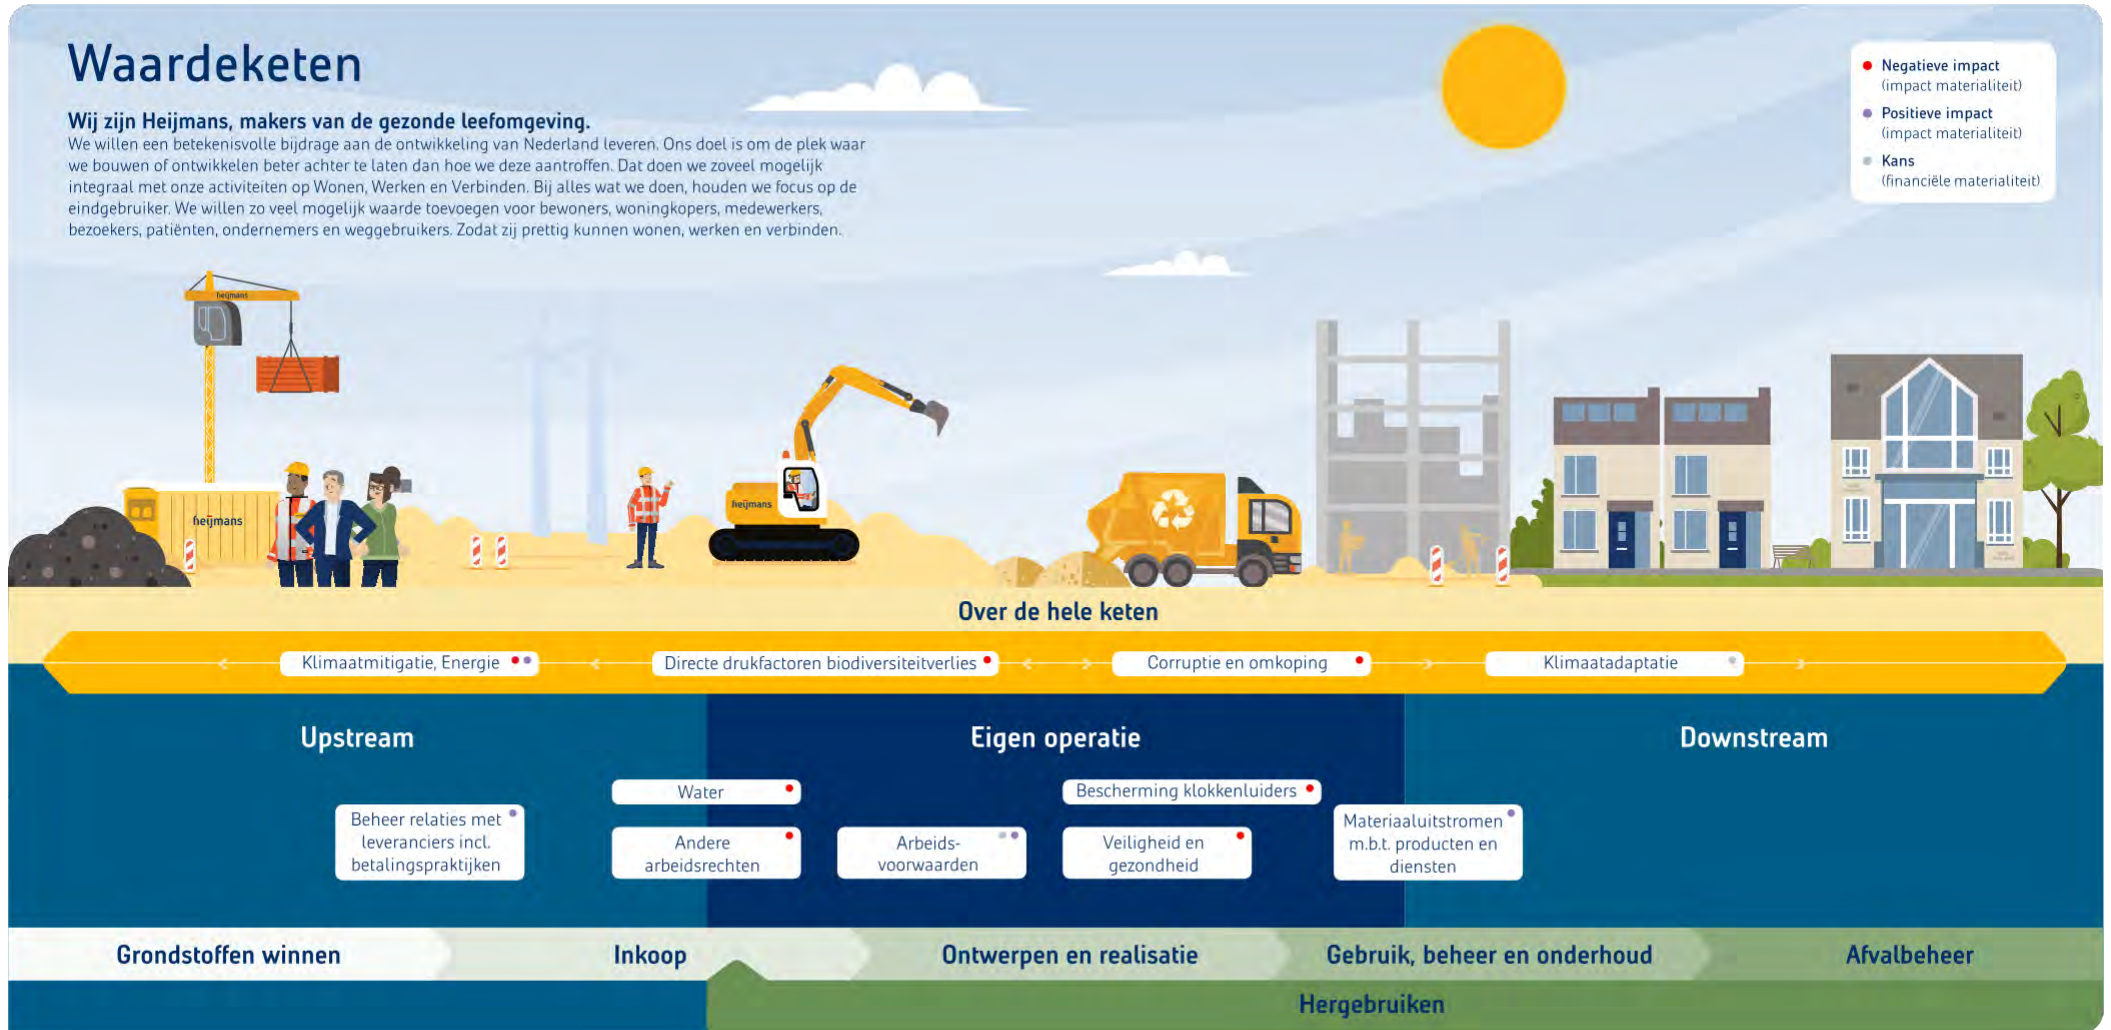 Waardeketen
Wij zijn Heijmans, makers van de gezonde leefomgeving.
We willen een betekenisvolle bijdrage aan de ontwikkeling van Nederland leveren. Ons doel is om de plek waar
we bouwen of ontwikkelen beter achter te laten dan hoe we deze aantroffen. Dat doen we zoveel mogelijk
integraal met onze activiteiten op Wonen, Werken en Verbinden. Bij alles wat we doen, houden we focus op de
eindgebruiker. We willen zo veel mogelijk waarde toevoegen voor bewoners, woningkopers, medewerkers,
bezoekers, patiënten, ondernemers en weggebruikers. Zodat zij prettig kunnen wonen, werken en verbinden.
Negatieve impact
(impact materialiteit)
Positieve impact
(impact materialiteit)
Kans
(financiële materialiteit)
heijmans
heijmans
heijmans
Over de hele keten
Klimaatmitigatie, Energie
Directe drukfactoren biodiversiteitverlies
Corruptie en omkoping
Klimaatadaptatie
Upstream
Eigen operatie
Downstream
Beheer relaties met
leveranciers incl.
betalingspraktijken
Water
Andere
arbeidsrechten
Arbeids-
voorwaarden
Bescherming klokkenluiders
Veiligheid en
gezondheid
Materiaaluitstromen
m.b.t. producten en
diensten
Grondstoffen winnen
Inkoop
Ontwerpen en realisatie
Gebruik, beheer en onderhoud
Afvalbeheer
Hergebruiken